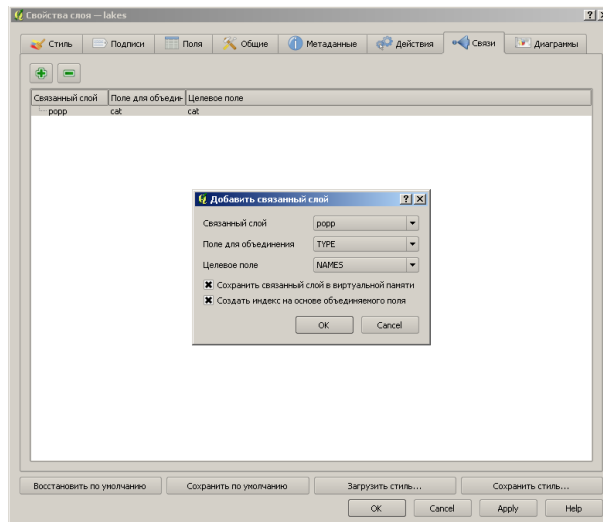 Свойства слоя — lakes
Стиль Подписи Поля Общие Метаданные Действия Связи Диаграммы
Связанный слой Поле для объеди- Целевое поле
popp cat cat
Добавить связанный слой
Связанный слой popp
Поле для объединения TYPE
Целевое поле NAMES
Сохранить связанный слой в виртуальной памяти
Создать индекс на основе объединяемого поля
OK Cancel
Восстановить по умолчанию Сохранить по умолчанию Загрузить стиль... Сохранить стиль...
OK Cancel Apply Help